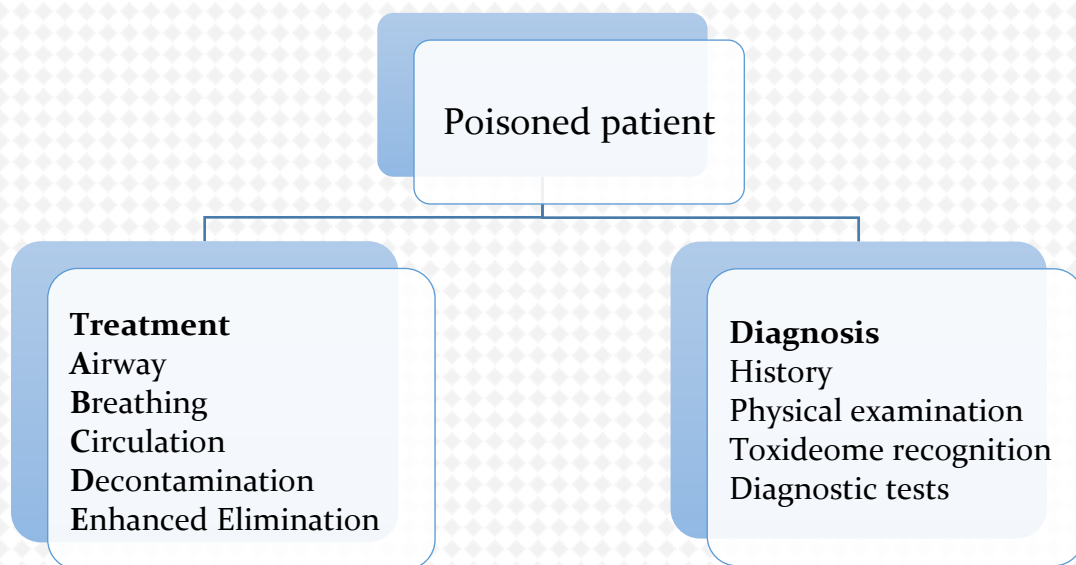 Poisoned patient
Treatment
Airway
Breathing
Circulation
Decontamination
Enhanced Elimination
Diagnosis
History
Physical examination
Toxideome recognition
Diagnostic tests